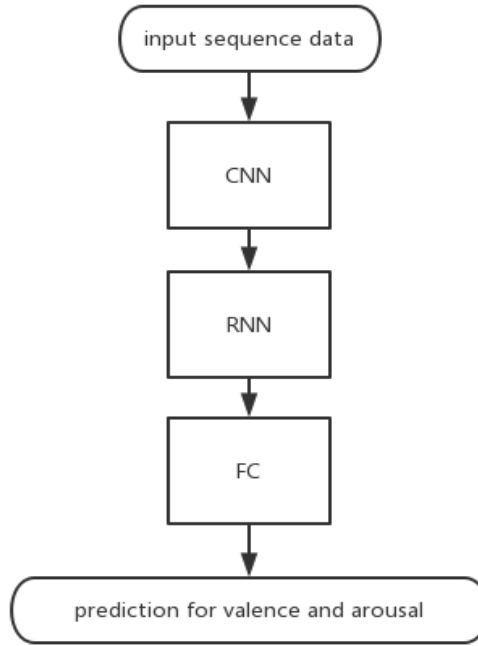 input sequence data
CNN
RNN
FC
prediction for valence and arousal